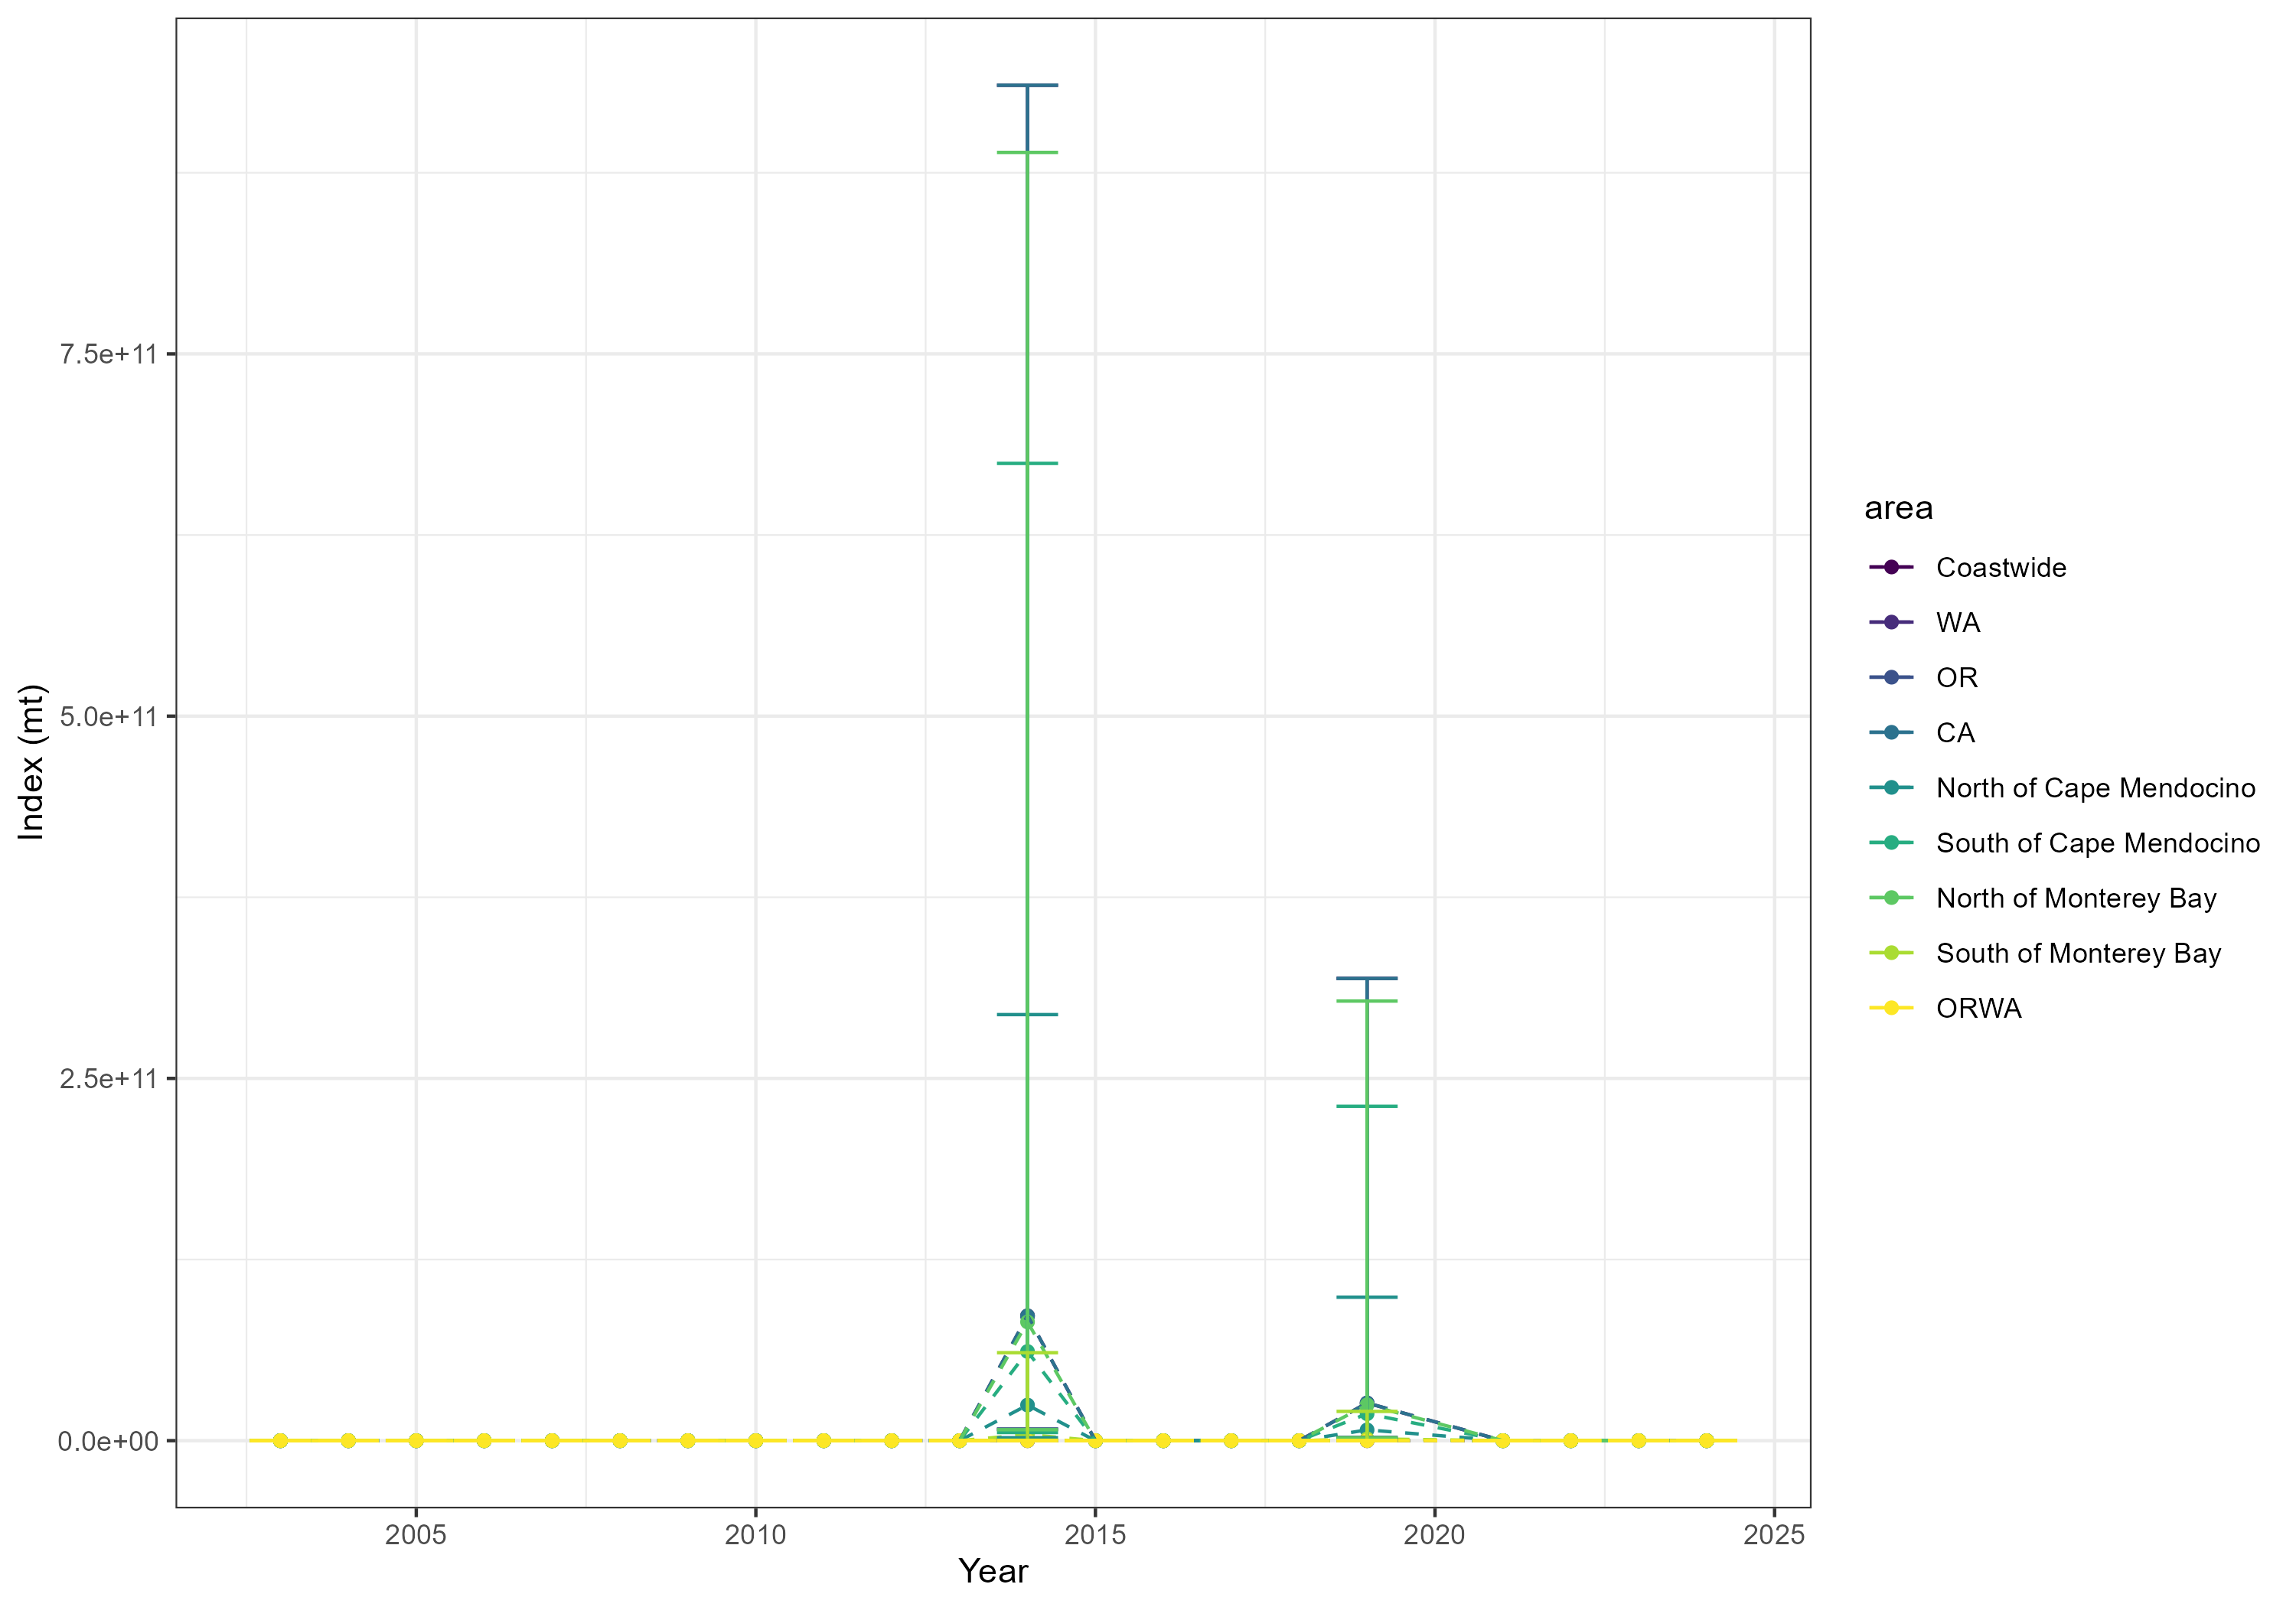 7.5e+11
5.0e+11
2.5e+11
0.0e+00
Index (mt)
2005
2010
2015
2020
2025
Year
area
Coastwide
WA
OR
CA
North of Cape Mendocino
South of Cape Mendocino
North of Monterey Bay
South of Monterey Bay
ORWA